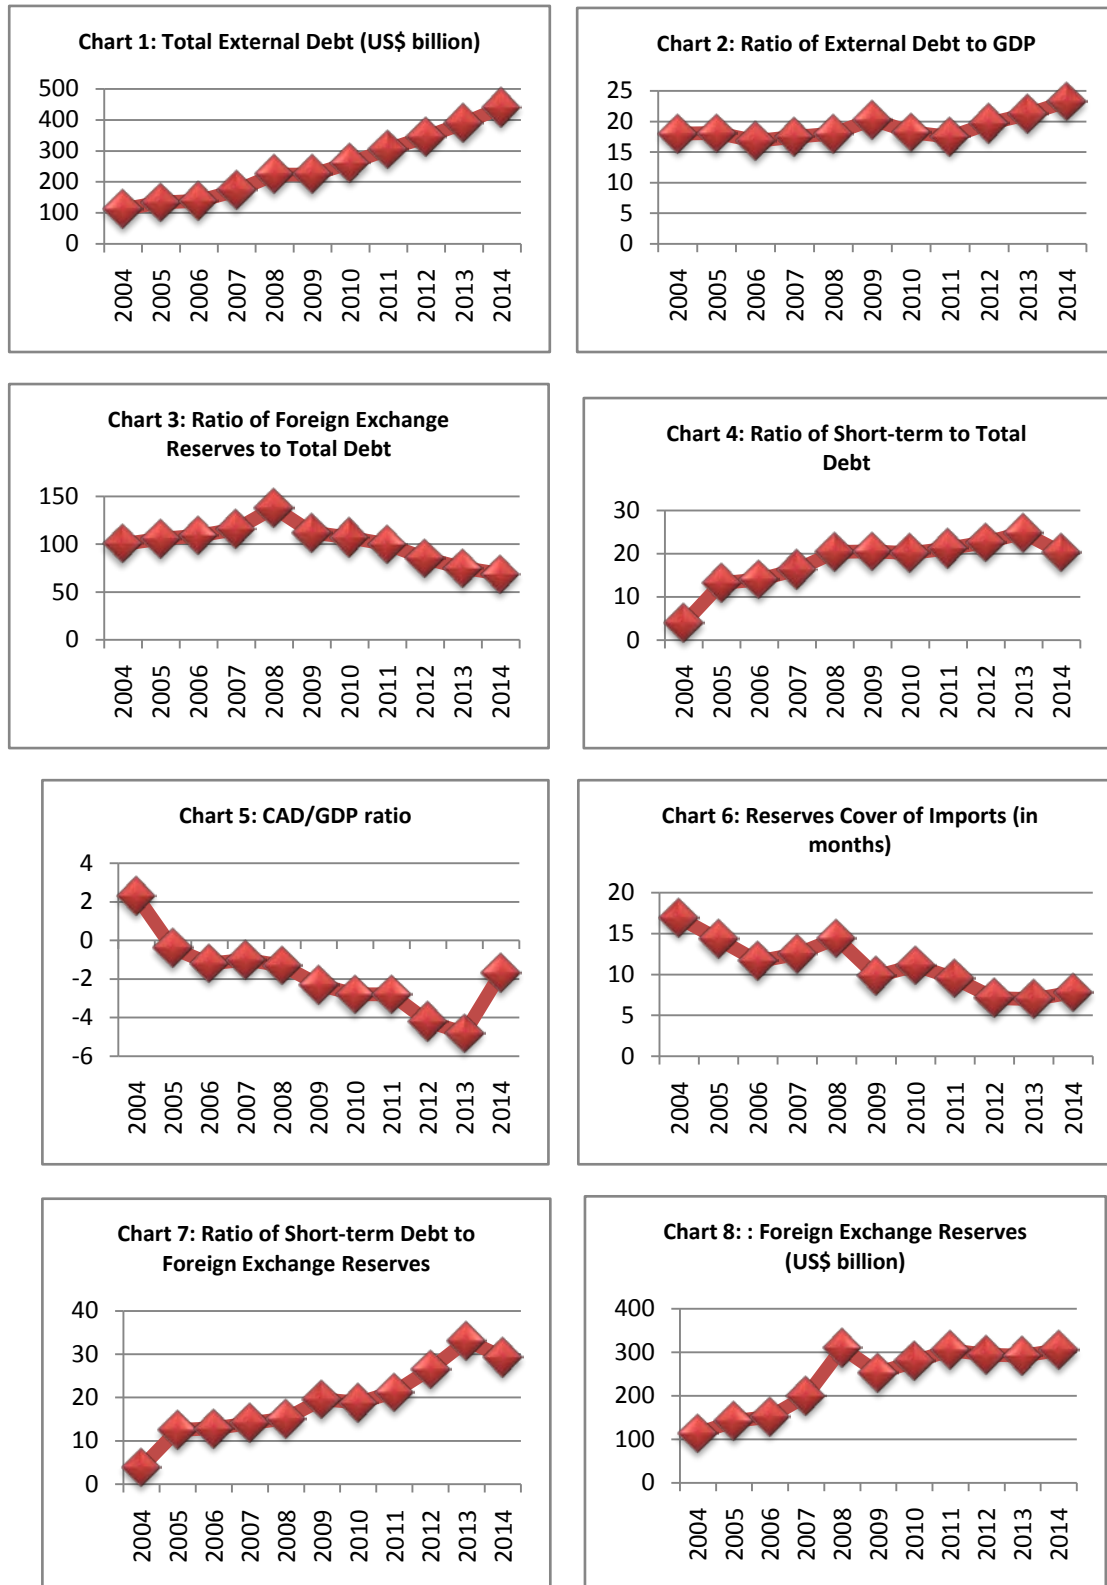 Chart 1: Total External Debt (US$ billion)
500
400
300
200
100
0
2004 2005 2006 2007 2008 2009 2010 2011 2012 2013 2014
Chart 2: Ratio of External Debt to GDP
25
20
15
10
5
0
2004 2005 2006 2007 2008 2009 2010 2011 2012 2013 2014
Chart 3: Ratio of Foreign Exchange
Reserves to Total Debt
150
100
50
0
2004 2005 2006 2007 2008 2009 2010 2011 2012 2013 2014
Chart 4: Ratio of Short-term to Total
Debt
30
20
10
0
2004 2005 2006 2007 2008 2009 2010 2011 2012 2013 2014
Chart 5: CAD/GDP ratio
4
2
0
-2
-4
-6
2004 2005 2006 2007 2008 2009 2010 2011 2012 2013 2014
Chart 6: Reserves Cover of Imports (in
months)
20
15
10
5
0
2004 2005 2006 2007 2008 2009 2010 2011 2012 2013 2014
Chart 7: Ratio of Short-term Debt to
Foreign Exchange Reserves
40
30
20
10
0
2004 2005 2006 2007 2008 2009 2010 2011 2012 2013 2014
Chart 8: : Foreign Exchange Reserves
(US$ billion)
400
300
200
100
0
2004 2005 2006 2007 2008 2009 2010 2011 2012 2013 2014